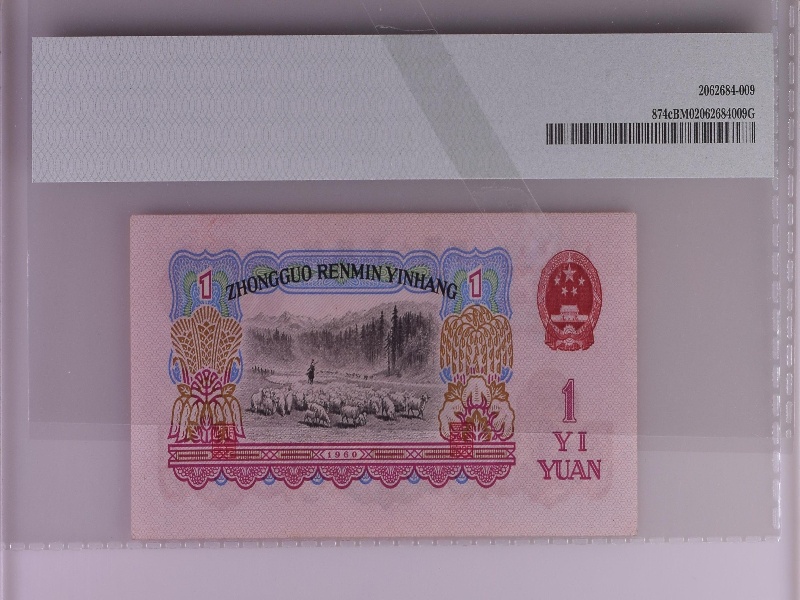 2062684-009
874cBM02062684009G
ZHONGGUO RENMIN YINHANG
1
1
1960
1
YI
YUAN